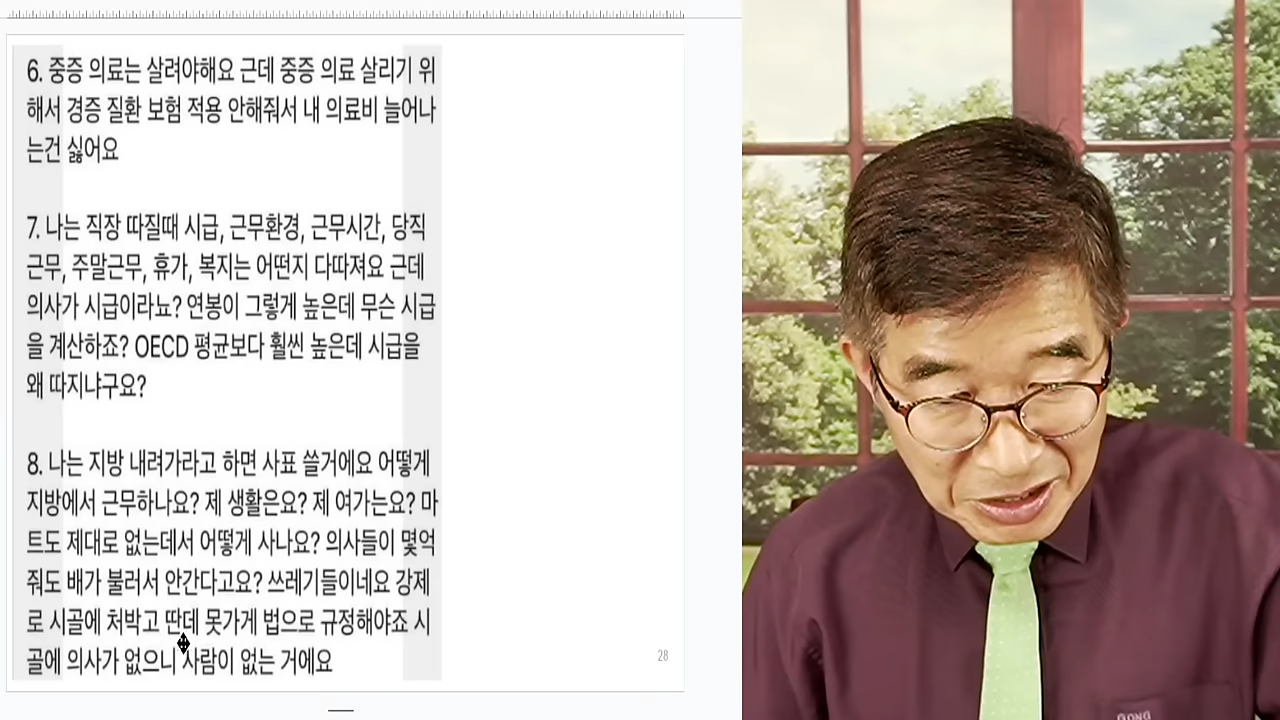 6. 중증 의료는 살려야해요 근데 중증 의료 살리기 위
해서 경증 질환 보험 적용 안해줘서 내 의료비 늘어나
는건 싫어요
7. 나는 직장 따질때 시급, 근무환경, 근무시간, 당직
근무, 주말근무, 휴가, 복지는 어떤지 다따져요 근데
의사가 시급이라뇨? 연봉이 그렇게 높은데 무슨 시급
을 계산하죠? OECD 평균보다 훨씬 높은데 시급을
왜 따지냐구요?
8. 나는 지방 내려가라고 하면 사표 쓸거에요 어떻게
지방에서 근무하나요? 제 생활은요? 제 여가는요? 마
트도 제대로 없는데서 어떻게 사나요? 의사들이 몇억
줘도 배가 불러서 안간다고요? 쓰레기들이네요 강제
로 시골에 처박고 딴데 못가게 법으로 규정해야죠 시
골에 의사가 없으니 사람이 없는 거에요
28